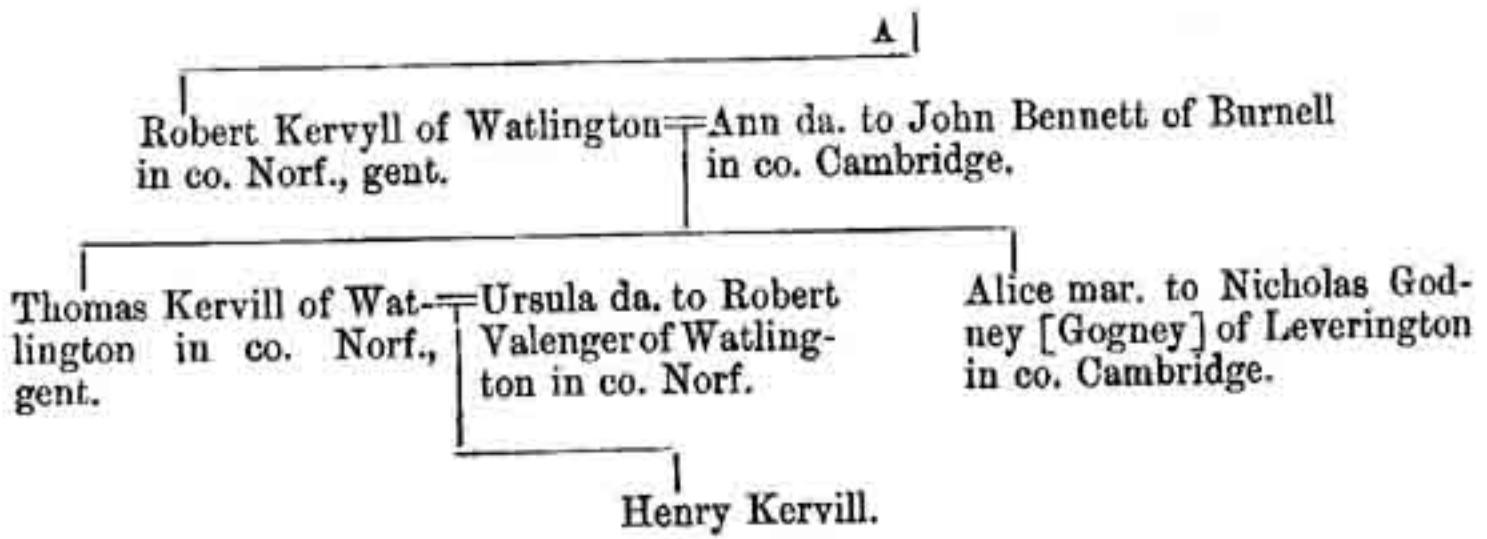 A
Robert Kervyll of Watlington
in co. Norf., gent.
Ann da. to John Bennett of Burnell
in co. Cambridge.
Thomas Kervill of Wat-
lington in co. Norf.,
gent.
Ursula da. to Robert
Valenger of Watling-
ton in co. Norf.
Alice mar. to Nicholas God-
ney [Gogney] of Leverington
in co. Cambridge.
Henry Kervill.